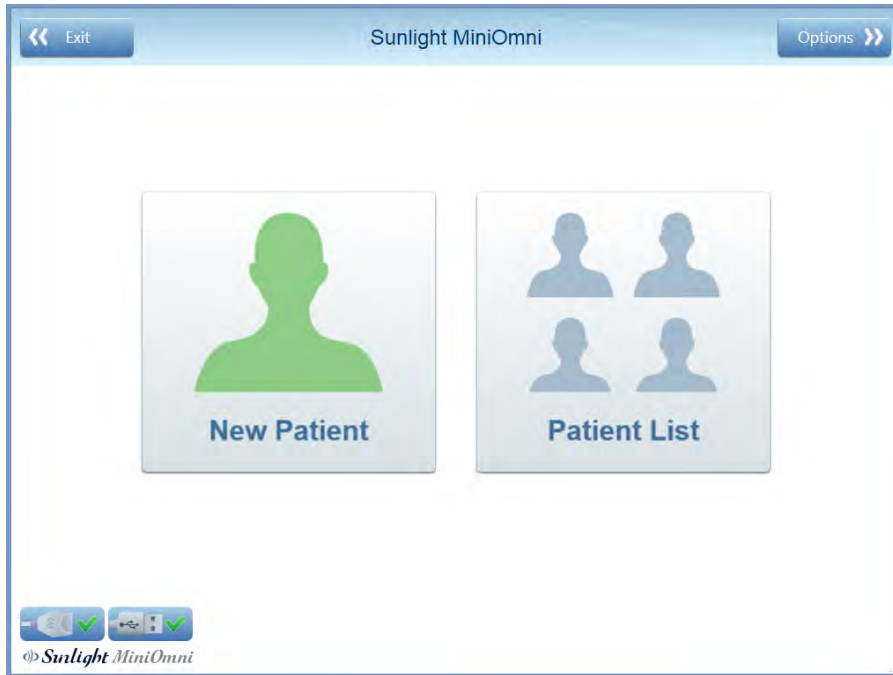 Exit
Sunlight MiniOmni
Options
New Patient
Patient List
Sunlight MiniOmni